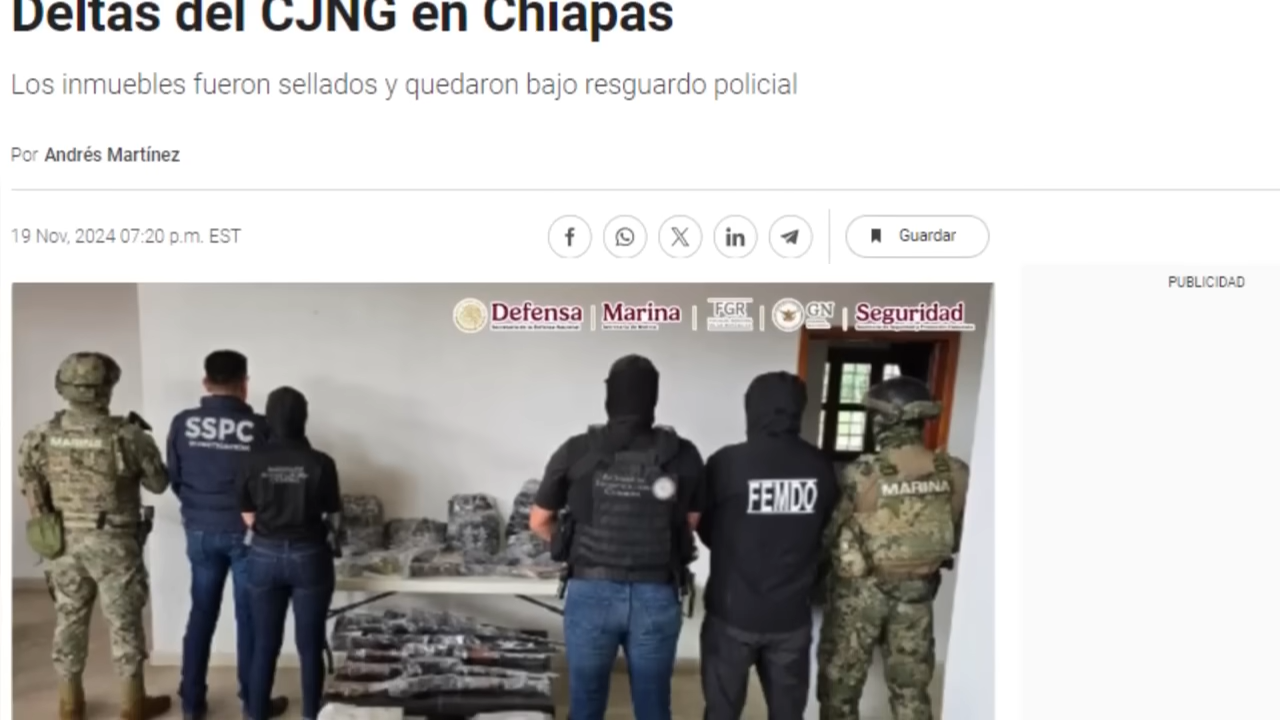 Deltas del CJNG en Chiapas
Los inmuebles fueron sellados y quedaron bajo resguardo policial
Por Andrés Martínez
19 Nov, 2024 07:20 p.m. EST
Guardar
PUBLICIDAD
Defensa | Marina | FGR | GN | Seguridad
MARINA
SSPC
FEMDO
MARINA